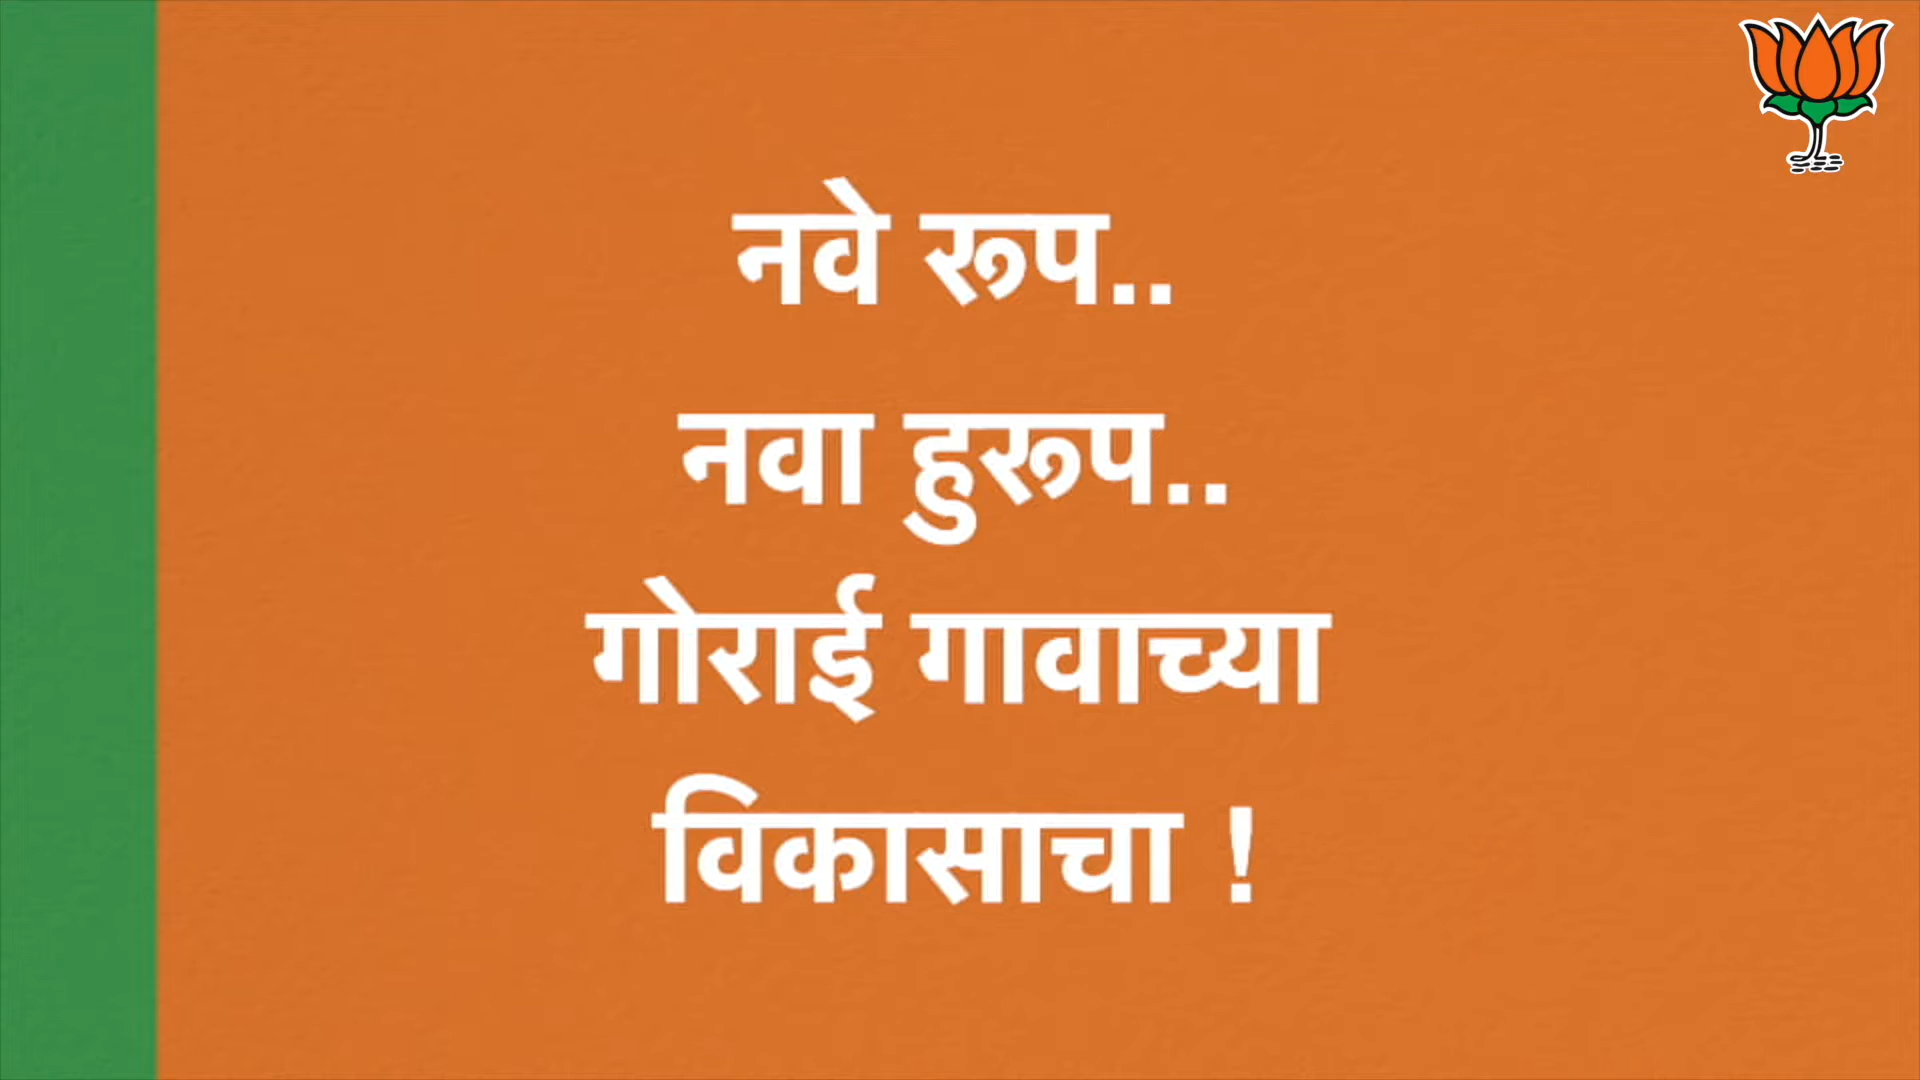 नवे रूप..
नवा हुरूप..
गोराई गावाच्या
विकासाचा !